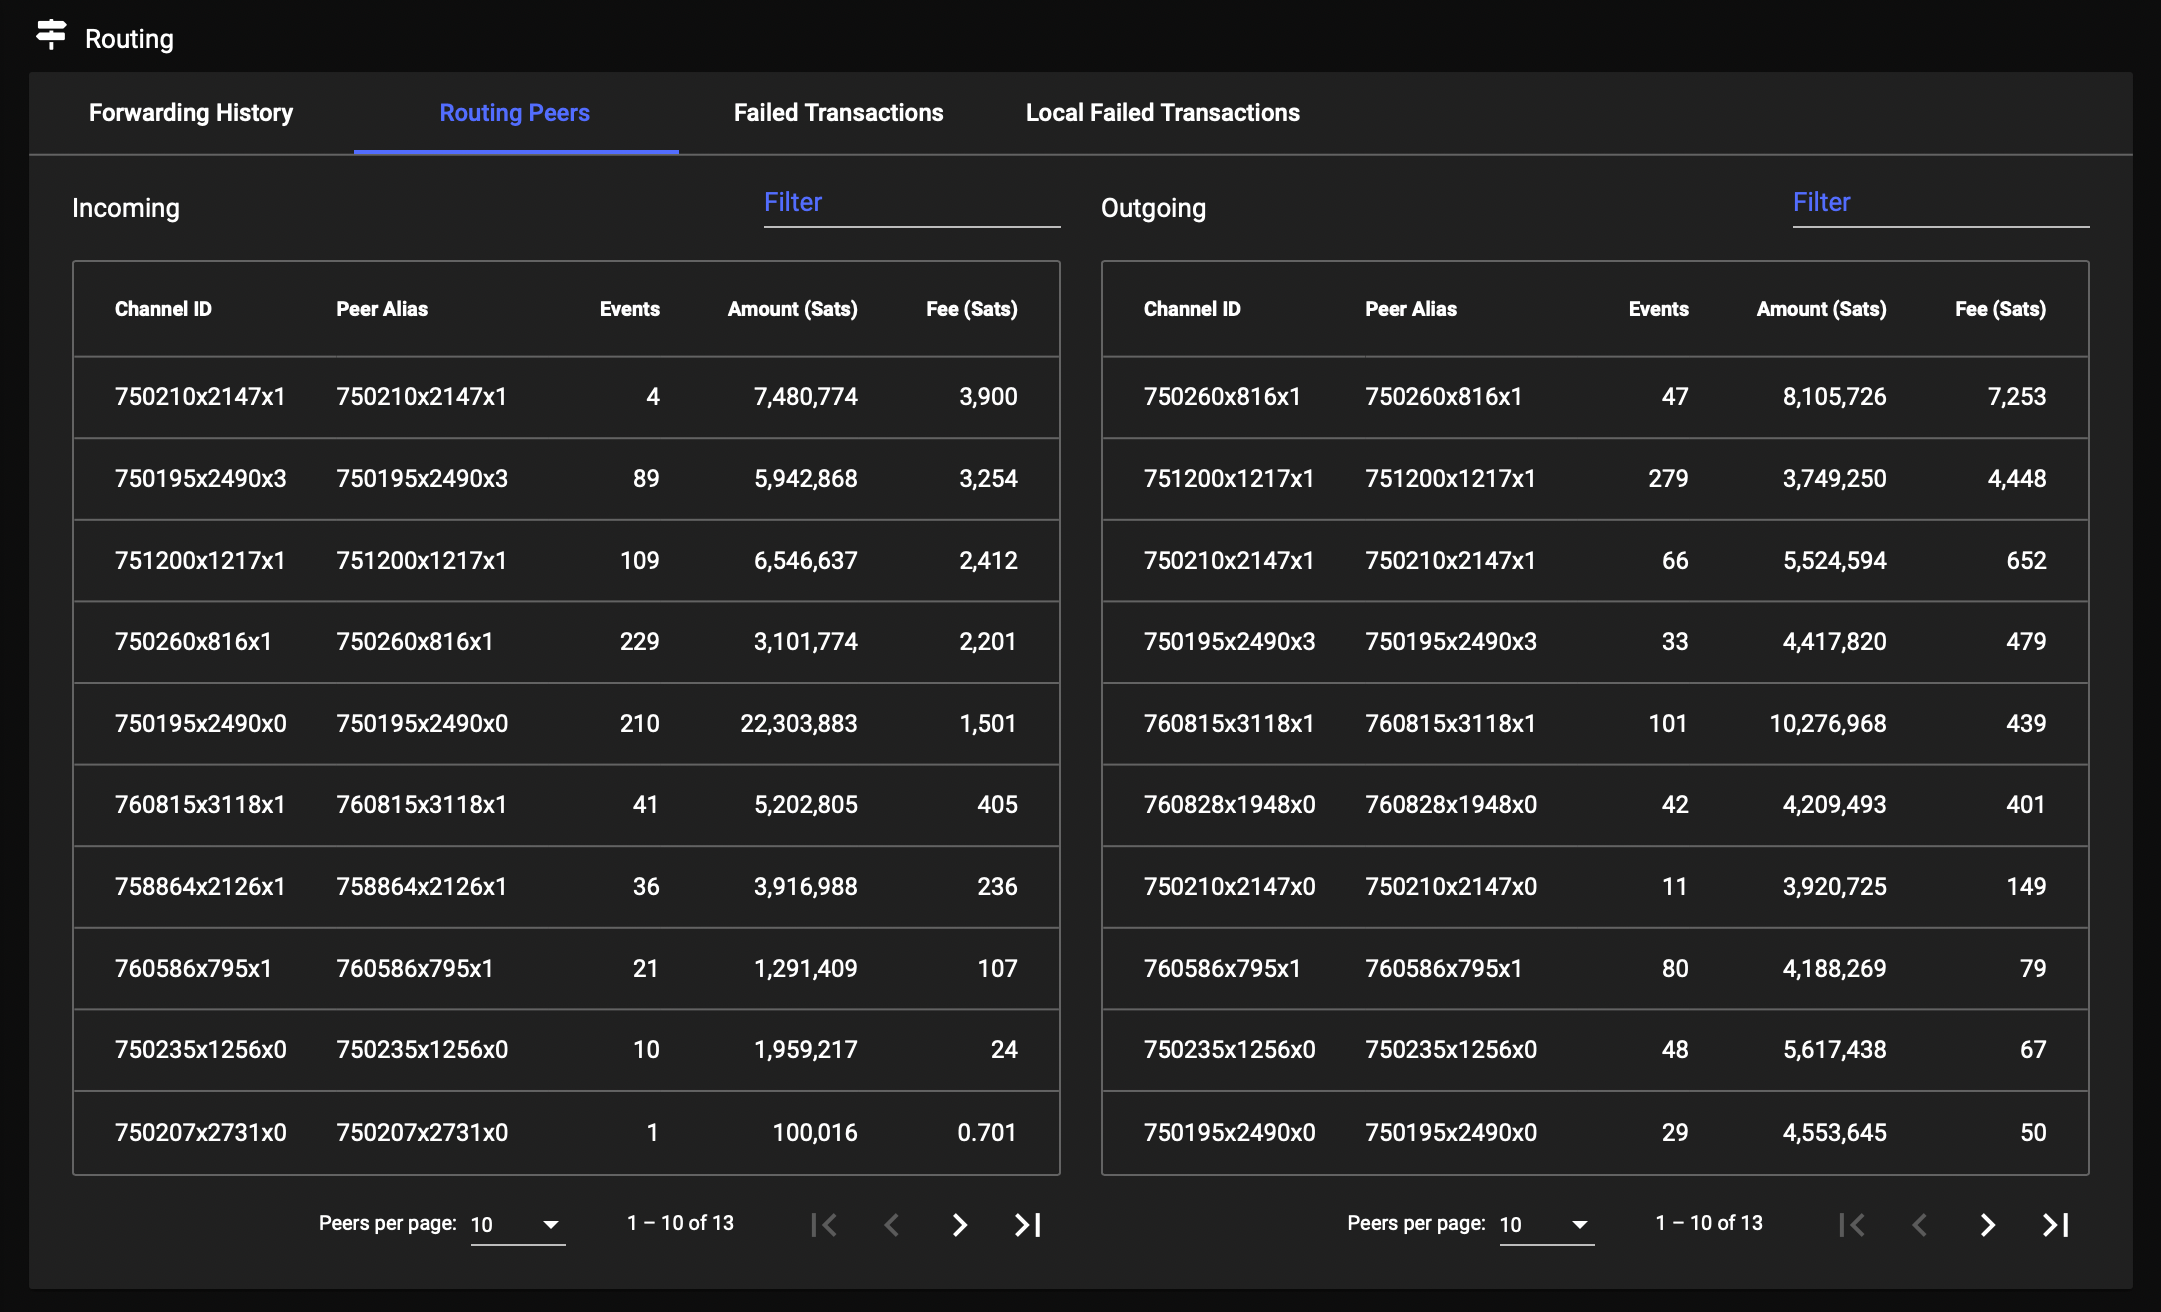 Routing
Forwarding History Routing Peers Failed Transactions Local Failed Transactions
Incoming Filter
Channel ID Peer Alias Events Amount (Sats) Fee (Sats)
750210x2147x1 750210x2147x1 4 7,480,774 3,900
750195x2490x3 750195x2490x3 89 5,942,868 3,254
751200x1217x1 751200x1217x1 109 6,546,637 2,412
750260x816x1 750260x816x1 229 3,101,774 2,201
750195x2490x0 750195x2490x0 210 22,303,883 1,501
760815x3118x1 760815x3118x1 41 5,202,805 405
758864x2126x1 758864x2126x1 36 3,916,988 236
760586x795x1 760586x795x1 21 1,291,409 107
750235x1256x0 750235x1256x0 10 1,959,217 24
750207x2731x0 750207x2731x0 1 100,016 0.701
Peers per page: 10 1 – 10 of 13
Outgoing Filter
Channel ID Peer Alias Events Amount (Sats) Fee (Sats)
750260x816x1 750260x816x1 47 8,105,726 7,253
751200x1217x1 751200x1217x1 279 3,749,250 4,448
750210x2147x1 750210x2147x1 66 5,524,594 652
750195x2490x3 750195x2490x3 33 4,417,820 479
760815x3118x1 760815x3118x1 101 10,276,968 439
760828x1948x0 760828x1948x0 42 4,209,493 401
750210x2147x0 750210x2147x0 11 3,920,725 149
760586x795x1 760586x795x1 80 4,188,269 79
750235x1256x0 750235x1256x0 48 5,617,438 67
750195x2490x0 750195x2490x0 29 4,553,645 50
Peers per page: 10 1 – 10 of 13